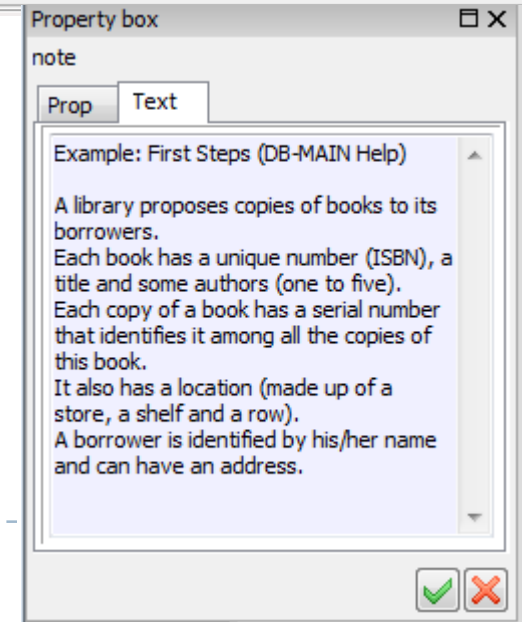 Property box
note
Prop Text
Example: First Steps (DB-MAIN Help)
A library proposes copies of books to its
borrowers.
Each book has a unique number (ISBN), a
title and some authors (one to five).
Each copy of a book has a serial number
that identifies it among all the copies of
this book.
It also has a location (made up of a
store, a shelf and a row).
A borrower is identified by his/her name
and can have an address.